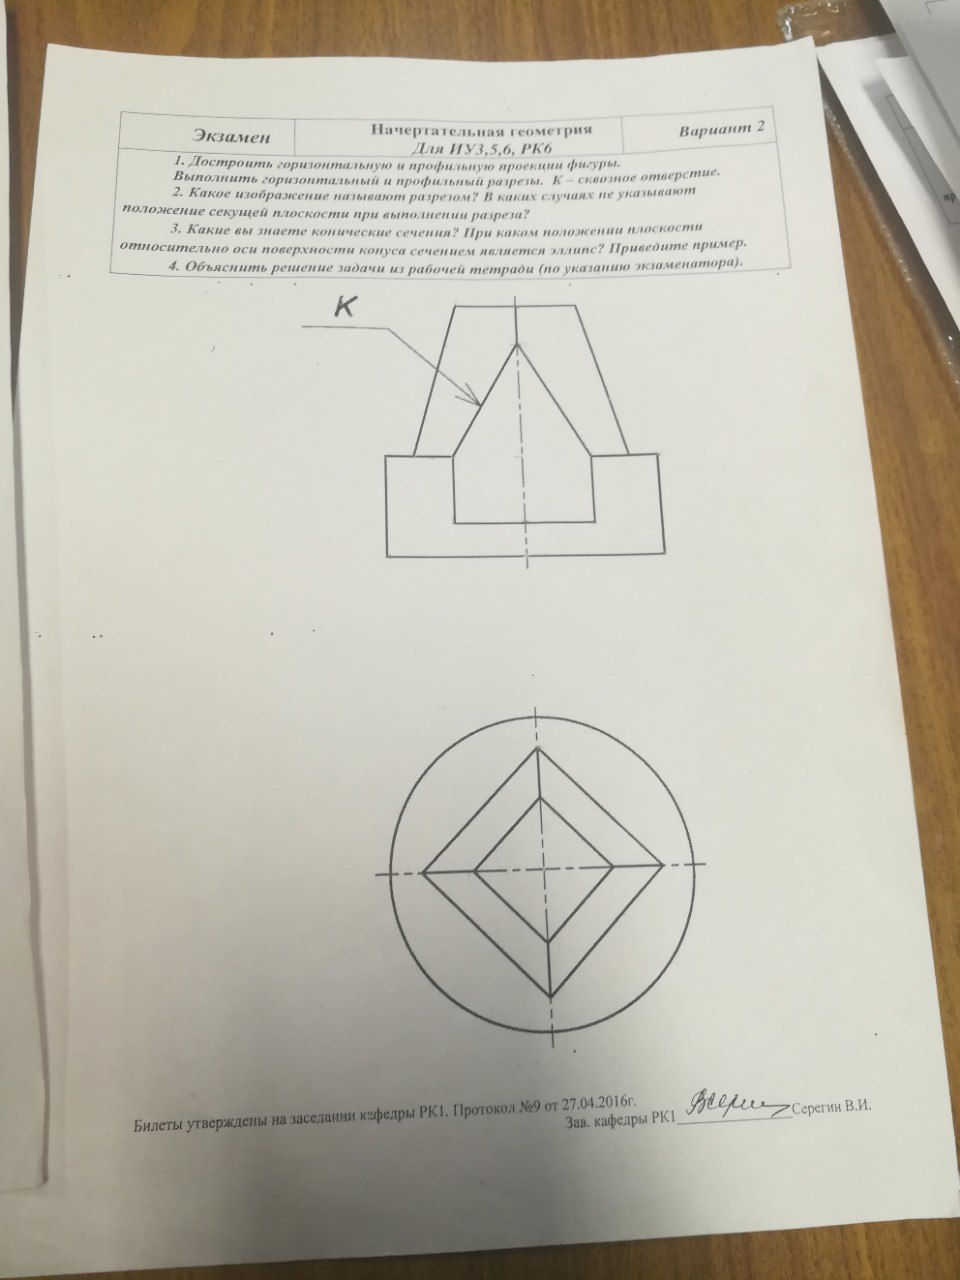 Экзамен
Начертательная геометрия
Для ИУ3,5,6, РК6
Вариант 2
1. Достроить горизонтальную и профильную проекции фигуры.
Выполнить горизонтальный и профильный разрезы. К – сквозное отверстие.
2. Какое изображение называют разрезом? В каких случаях не указывают
положение секущей плоскости при выполнении разреза?
3. Какие вы знаете конические сечения? При каком положении плоскости
относительно оси поверхности конуса сечением является эллипс? Приведите пример.
4. Объяснить решение задачи из рабочей тетради (по указанию экзаменатора).
К
Билеты утверждены на заседании кафедры РК1. Протокол №9 от 27.04.2016г.
Зав. кафедры РК1 Серегин В.И.
пр